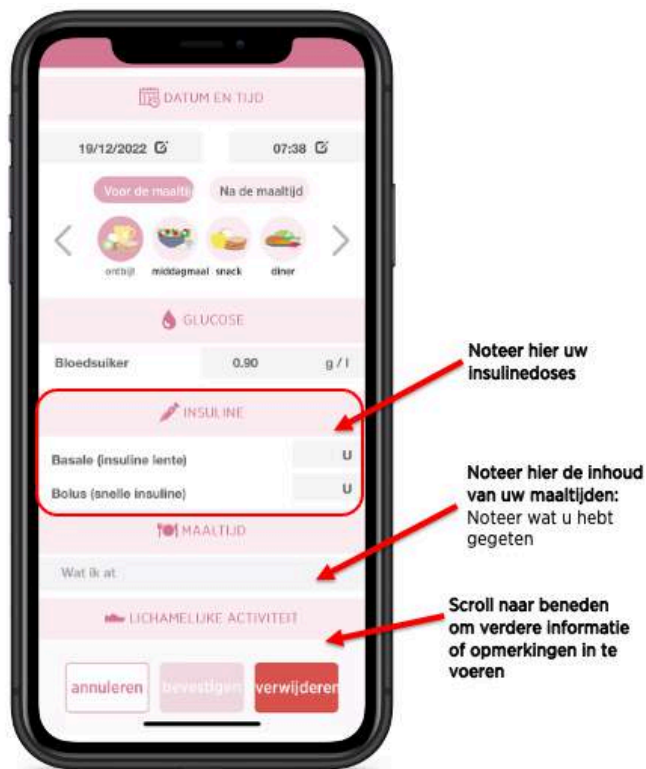 DATUM EN TIJD
19/12/2022
07:38
Voor de maaltij
Na de maaltijd
ontbijt
middagmaal
snack
diner
GLUCOSE
Bloedsuiker
0.90
g / l
Noteer hier uw
insulinedoses
INSULINE
Basale (insuline lente)
U
Bolus (snelle insuline)
U
Noteer hier de inhoud
van uw maaltijden:
Noteer wat u hebt
gegeten
MAALTIJD
Wat ik at
LICHAMELIJKE ACTIVITEIT
Scroll naar beneden
om verdere informatie
of opmerkingen in te
voeren
annuleren
bevestigen
verwijderen